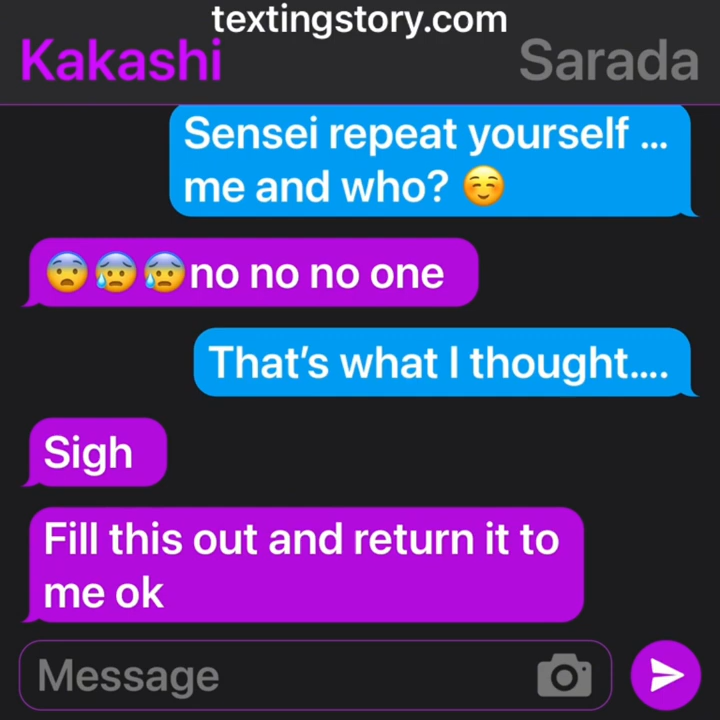 textingstory.com
Kakashi Sarada
Sensei repeat yourself ...
me and who? ☺️
😨😰😰no no no one
That's what I thought....
Sigh
Fill this out and return it to
me ok
Message